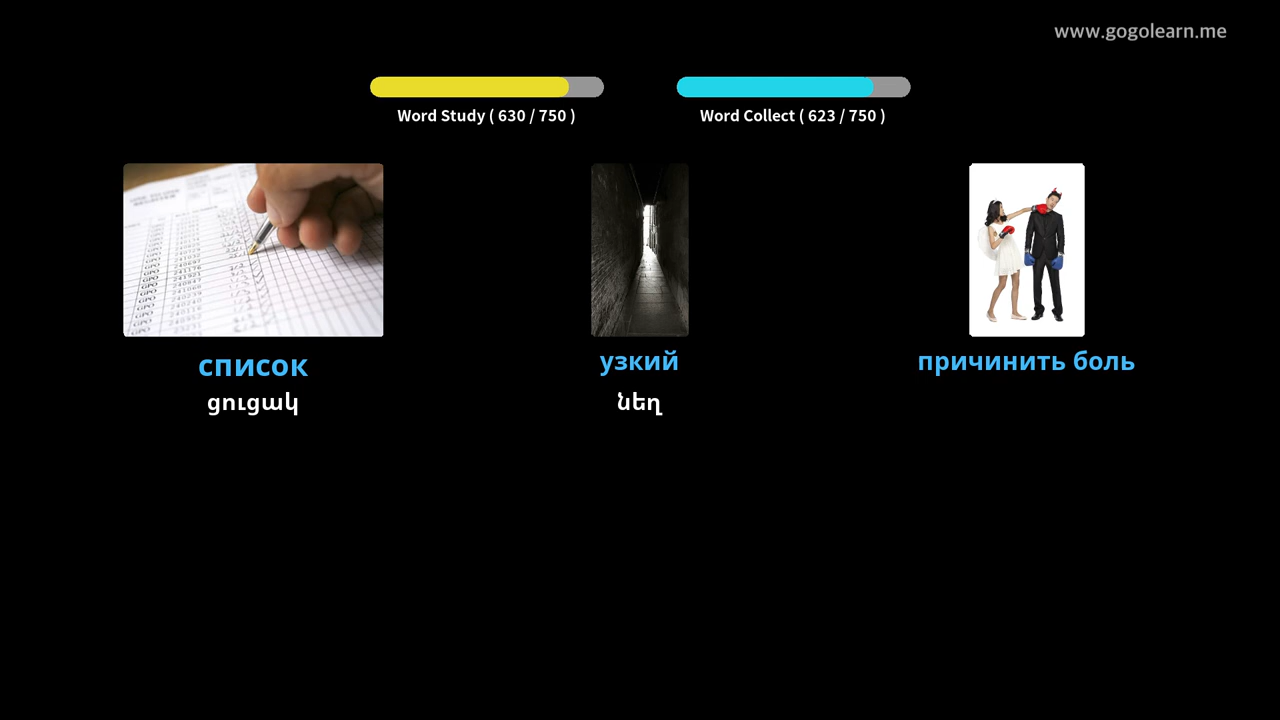 www.gogolearn.me
Word Study ( 630 / 750 )
Word Collect ( 623 / 750 )
список
ցուցակ
узкий
նեղ
причинить боль